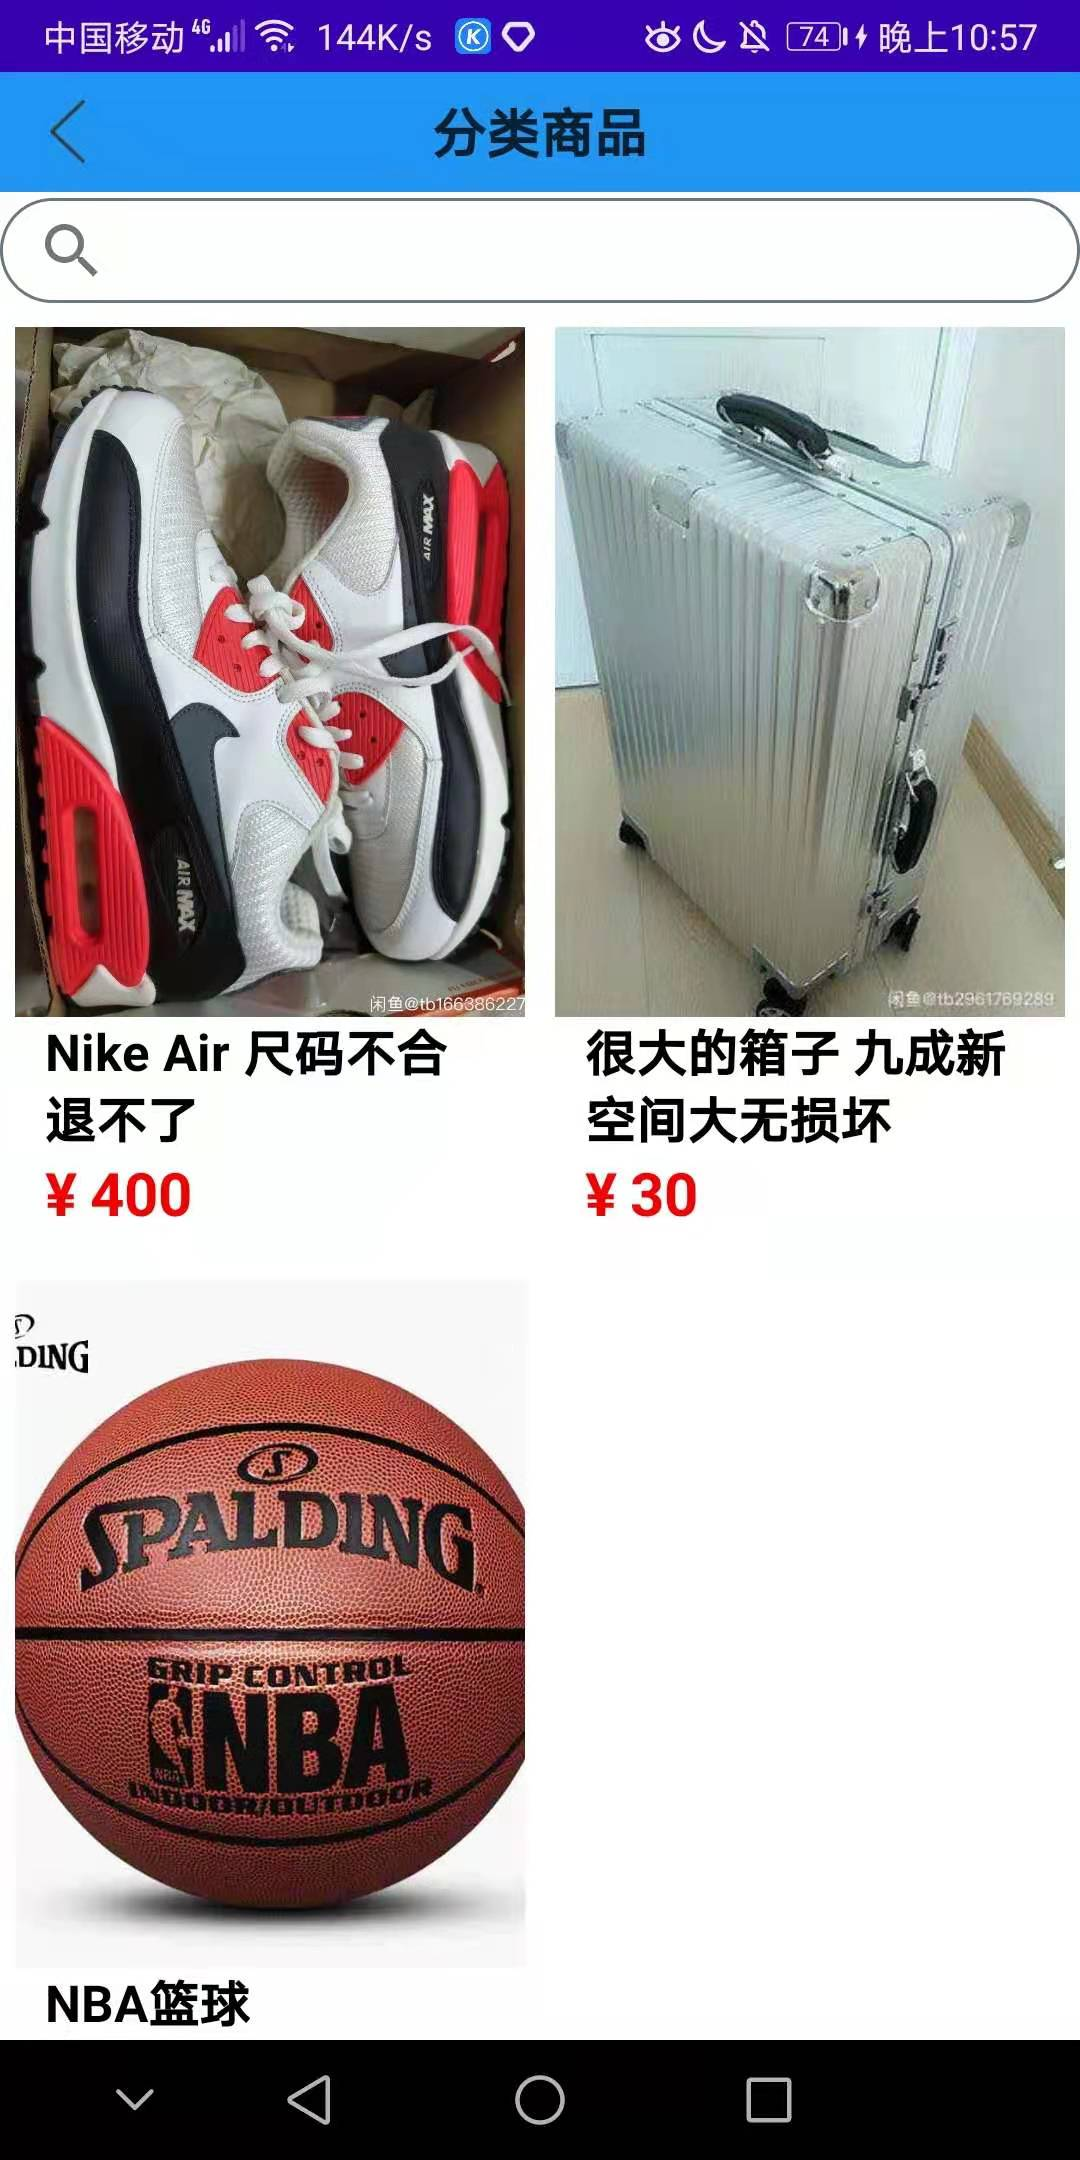 中国移动 4G 144K/s 74 晚上10:57
分类商品
AIR MAX
AIR MAX
闲鱼@tb166386227
闲鱼@tb2961769289
Nike Air 尺码不合
退不了
¥ 400
很大的箱子 九成新
空间大无损坏
¥ 30
DING
SPALDING
GRIP CONTROL
NBA
NBA
INDOOR/OUTDOOR
NBA篮球